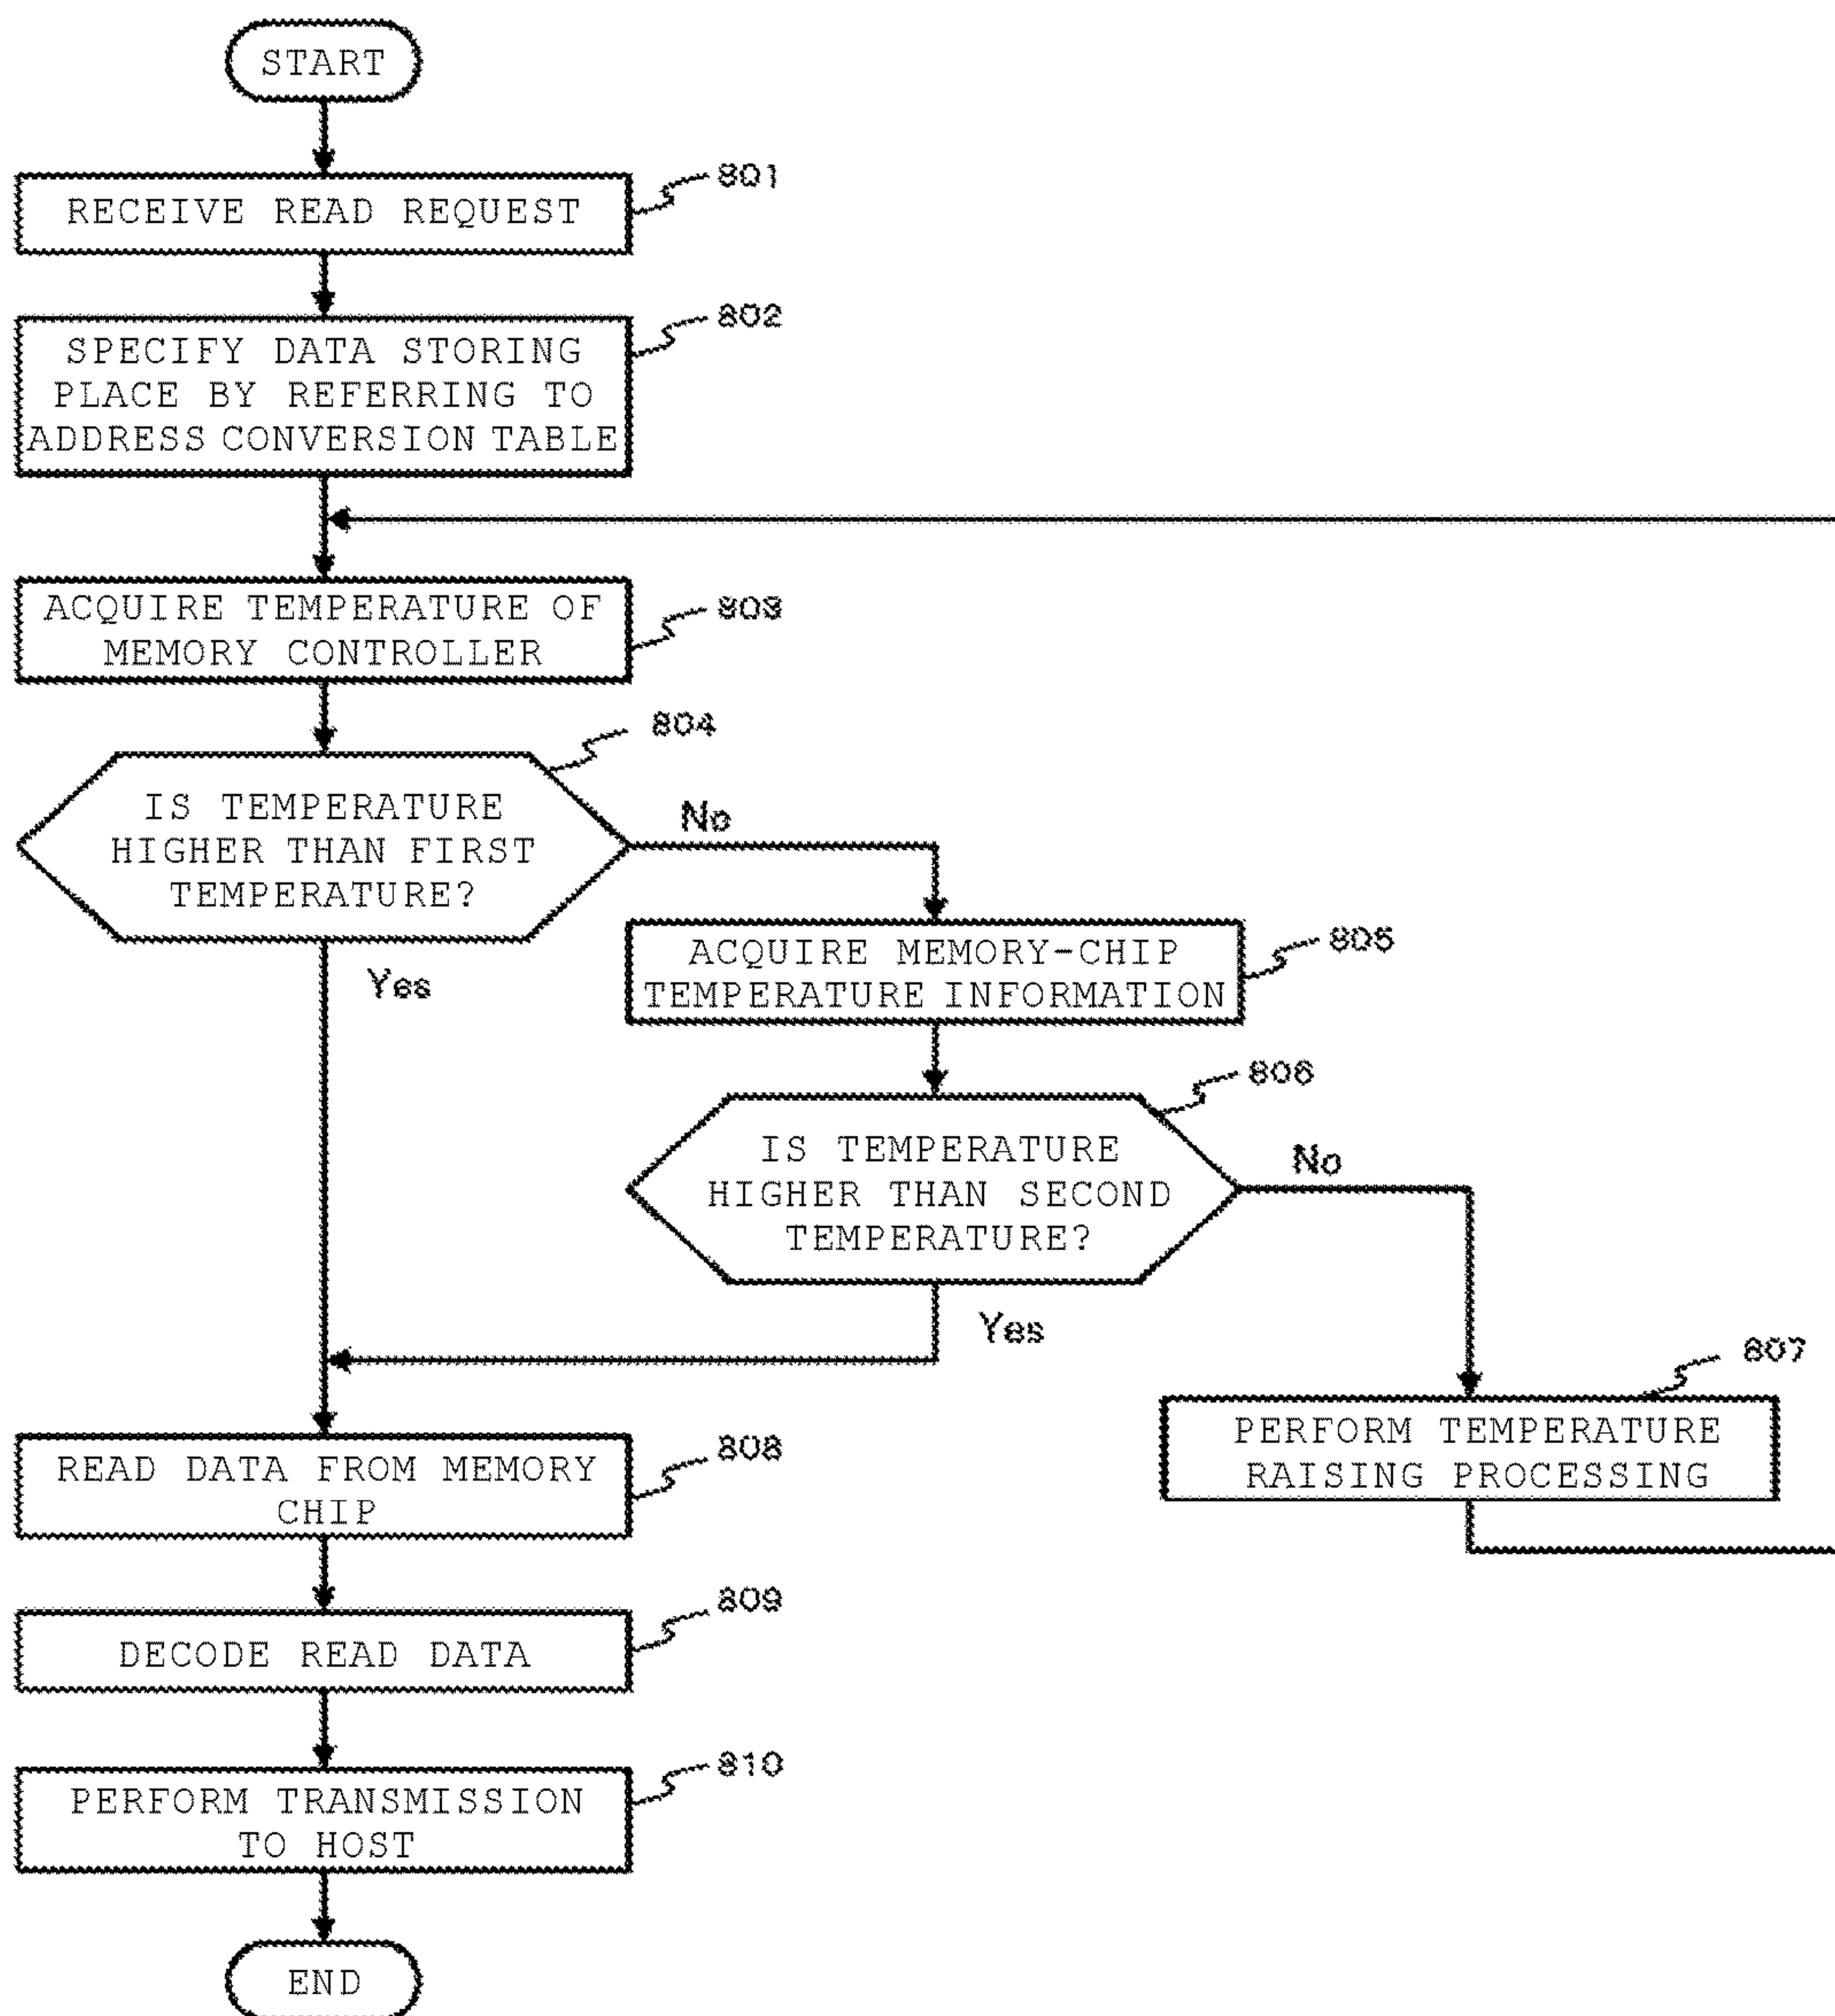 START
801
RECEIVE READ REQUEST
802
SPECIFY DATA STORING
PLACE BY REFERRING TO
ADDRESS CONVERSION TABLE
803
ACQUIRE TEMPERATURE OF
MEMORY CONTROLLER
804
IS TEMPERATURE
HIGHER THAN FIRST
TEMPERATURE?
No
Yes
805
ACQUIRE MEMORY-CHIP
TEMPERATURE INFORMATION
806
IS TEMPERATURE
HIGHER THAN SECOND
TEMPERATURE?
No
Yes
807
PERFORM TEMPERATURE
RAISING PROCESSING
808
READ DATA FROM MEMORY
CHIP
809
DECODE READ DATA
810
PERFORM TRANSMISSION
TO HOST
END